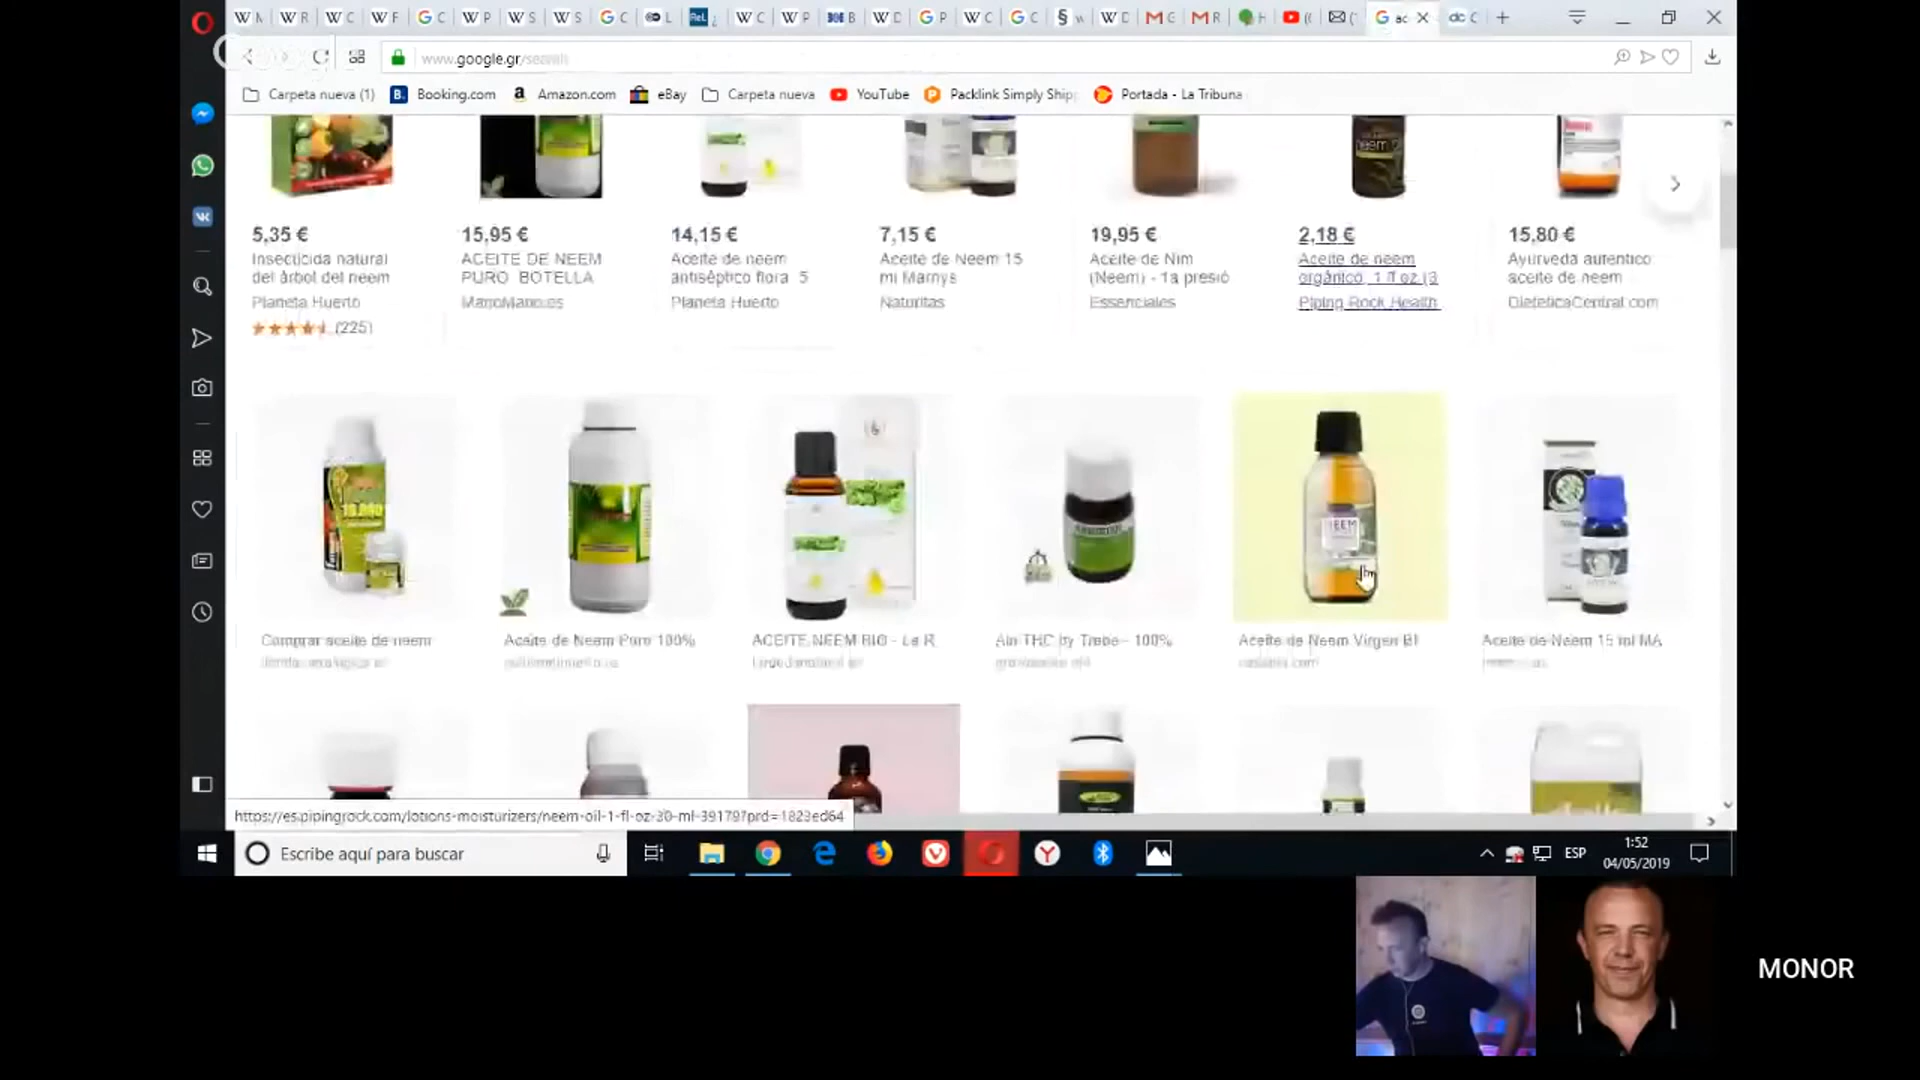 www.google.gr/search
Carpeta nueva (1)
Booking.com
Amazon.com
eBay
Carpeta nueva
YouTube
Packlink Simply Shipp
Portada - La Tribuna
5,35 €
Insecticida natural
del árbol del neem
Planeta Huerto
(225)
15,95 €
ACEITE DE NEEM
PURO BOTELLA
ManoMano.es
14,15 €
Aceite de neem
antiséptico flora 5
Planeta Huerto
7,15 €
Aceite de Neem 15
ml Marnys
Naturitas
19,95 €
Aceite de Nim
(Neem) - 1a presió
Essenciales
2,18 €
Aceite de neem
orgánico, 1 fl oz (3
Piping Rock Health
15,80 €
Ayurveda autentico
aceite de neem
DieteticaCentral.com
NEEM
Comprar aceite de neem
Aceite de Neem Puro 100%
ACEITE NEEM BIO - La R
100%
Aceite de Neem Virgen BI
Aceite de Neem 15 ml MA
https://es.pipingrock.com/lotions-moisturizers/neem-oil-1-fl-oz-30-ml-39179?prd=1823ed64
Escribe aquí para buscar
ESP
1:52
04/05/2019
MONOR